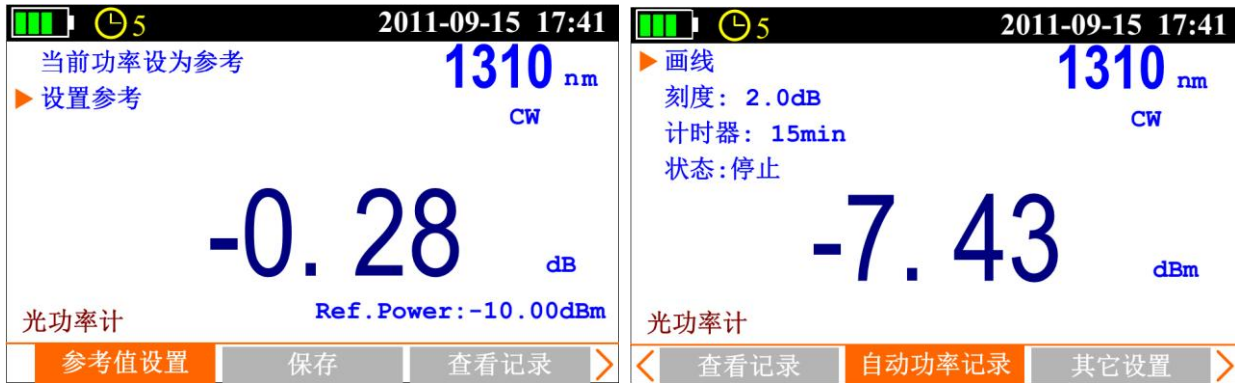 5 2011-09-15 17:41
当前功率设为参考
1310 nm
设置参考
CW
-0.28 dB
Ref.Power:-10.00dBm
光功率计
参考值设置 保存 查看记录
5 2011-09-15 17:41
画线
1310 nm
刻度: 2.0dB
CW
计时器: 15min
状态:停止
-7.43 dBm
光功率计
查看记录 自动功率记录 其它设置